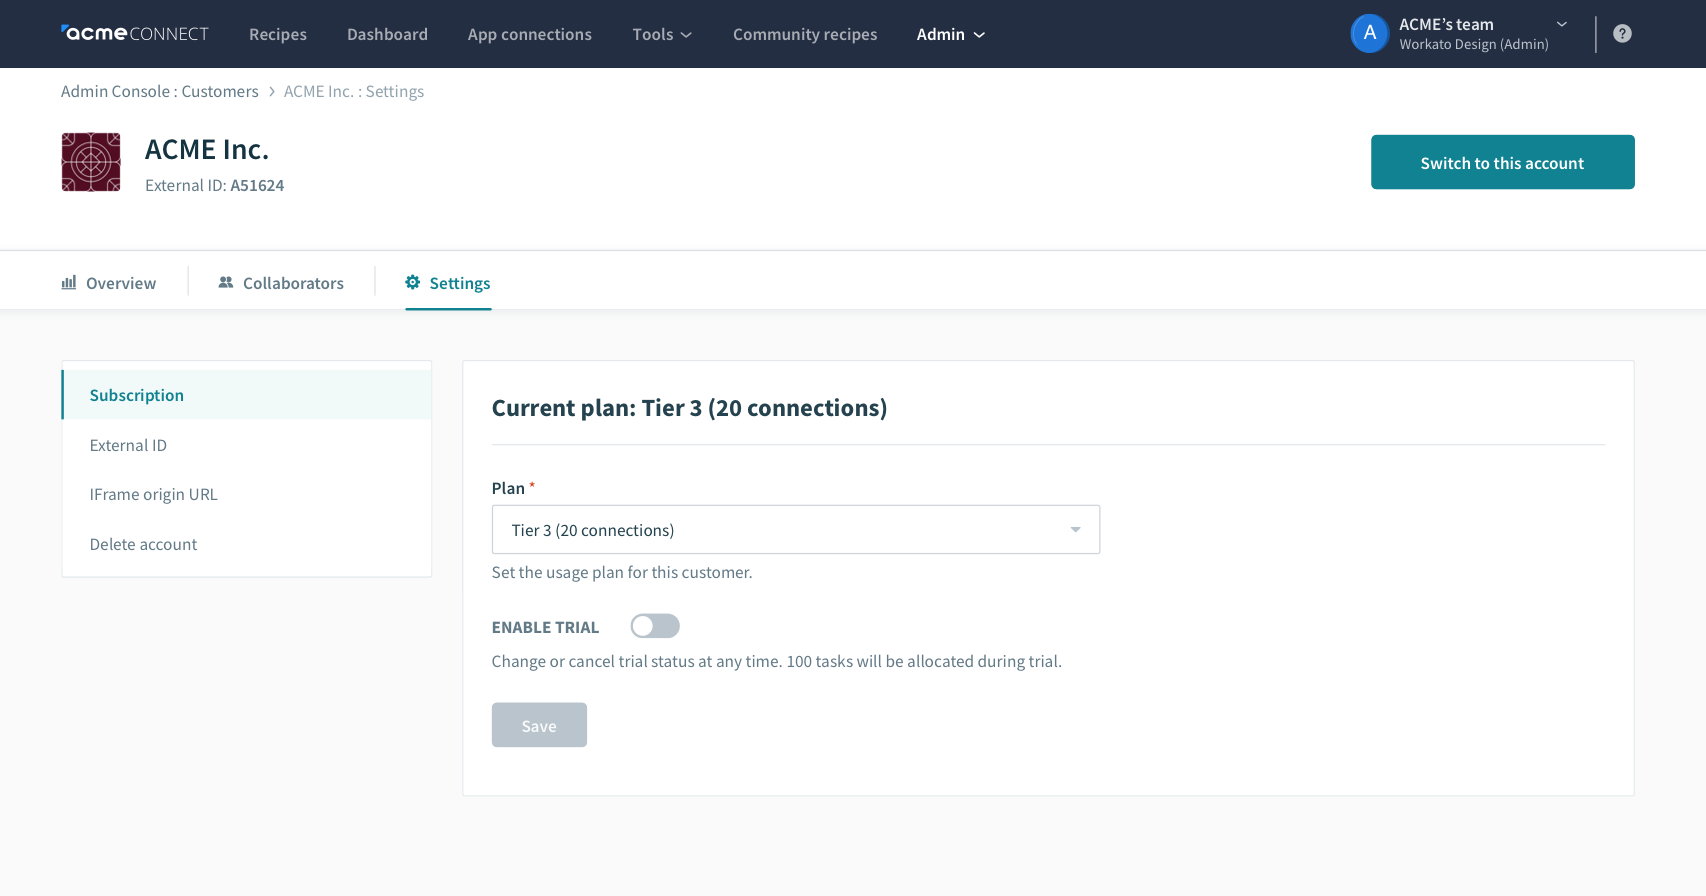 acmeCONNECT Recipes Dashboard App connections Tools Community recipes Admin A ACME's team ?
Workato Design (Admin)
Admin Console : Customers > ACME Inc. : Settings
ACME Inc.
External ID: A51624
Switch to this account
Overview Collaborators Settings
Subscription
External ID
IFrame origin URL
Delete account
Current plan: Tier 3 (20 connections)
Plan *
Tier 3 (20 connections)
Set the usage plan for this customer.
ENABLE TRIAL
Change or cancel trial status at any time. 100 tasks will be allocated during trial.
Save